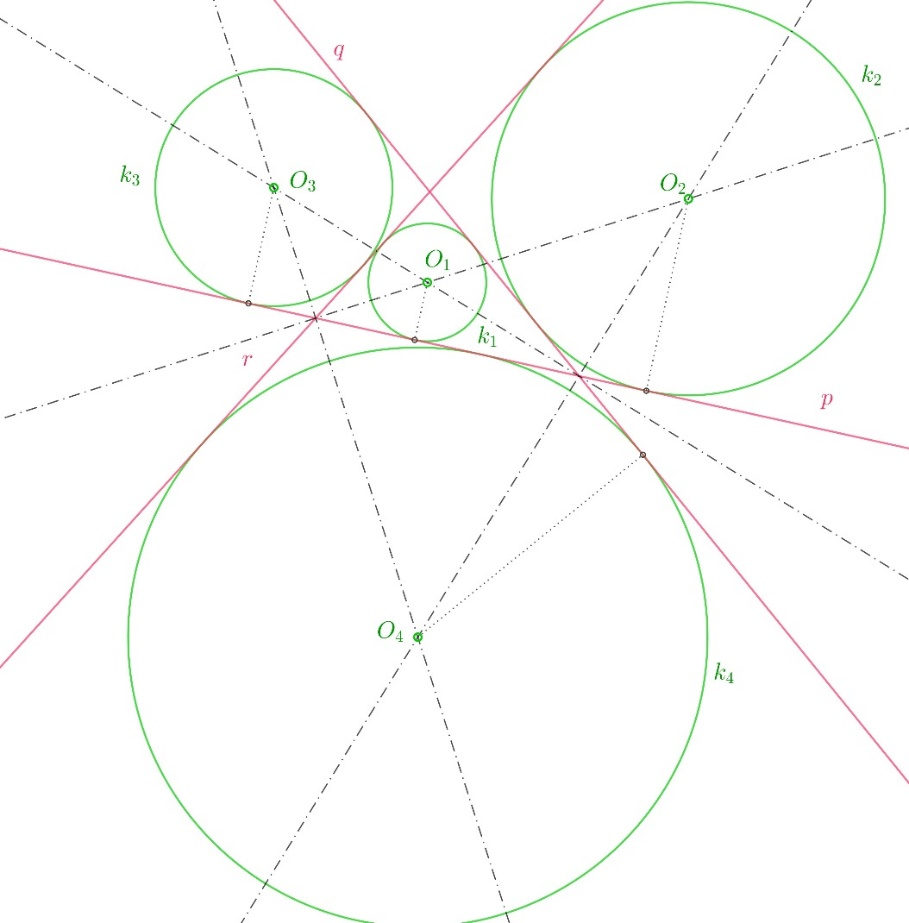 q
k₂
k₃
O₃
O₂
O₁
k₁
r
p
O₄
k₄